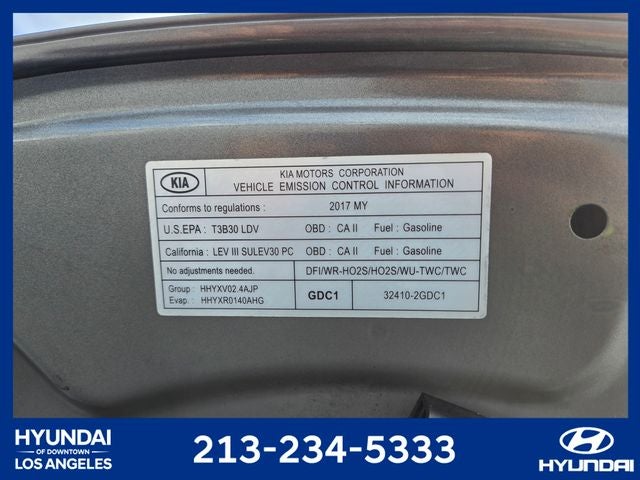 KIA
KIA MOTORS CORPORATION
VEHICLE EMISSION CONTROL INFORMATION
Conforms to regulations : 2017 MY
U.S.EPA : T3B30 LDV OBD : CA II Fuel : Gasoline
California : LEV III SULEV30 PC OBD : CA II Fuel : Gasoline
No adjustments needed. DFI/WR-HO2S/HO2S/WU-TWC/TWC
Group : HHYXV02.4AJP
Evap. : HHYXR0140AHG
GDC1 32410-2GDC1
HYUNDAI
OF DOWNTOWN
LOS ANGELES
213-234-5333
HYUNDAI